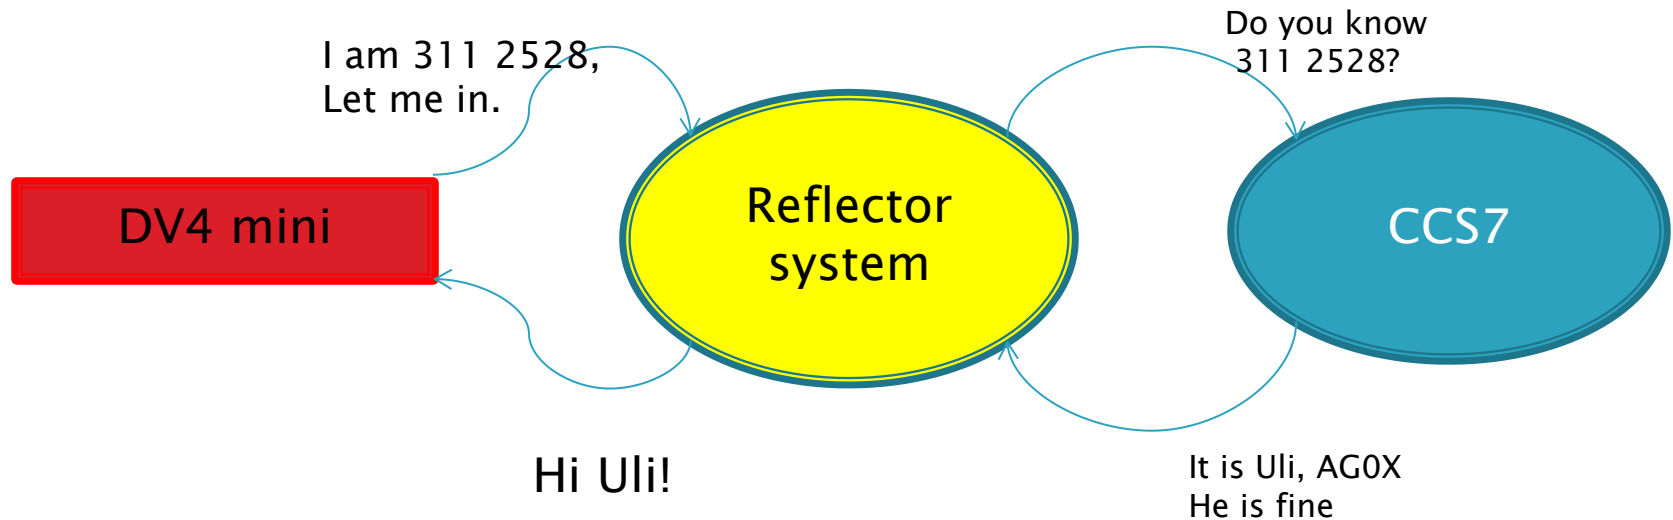 I am 311 2528,
Let me in.
Do you know
311 2528?
DV4 mini
Reflector
system
CCS7
Hi Uli!
It is Uli, AG0X
He is fine